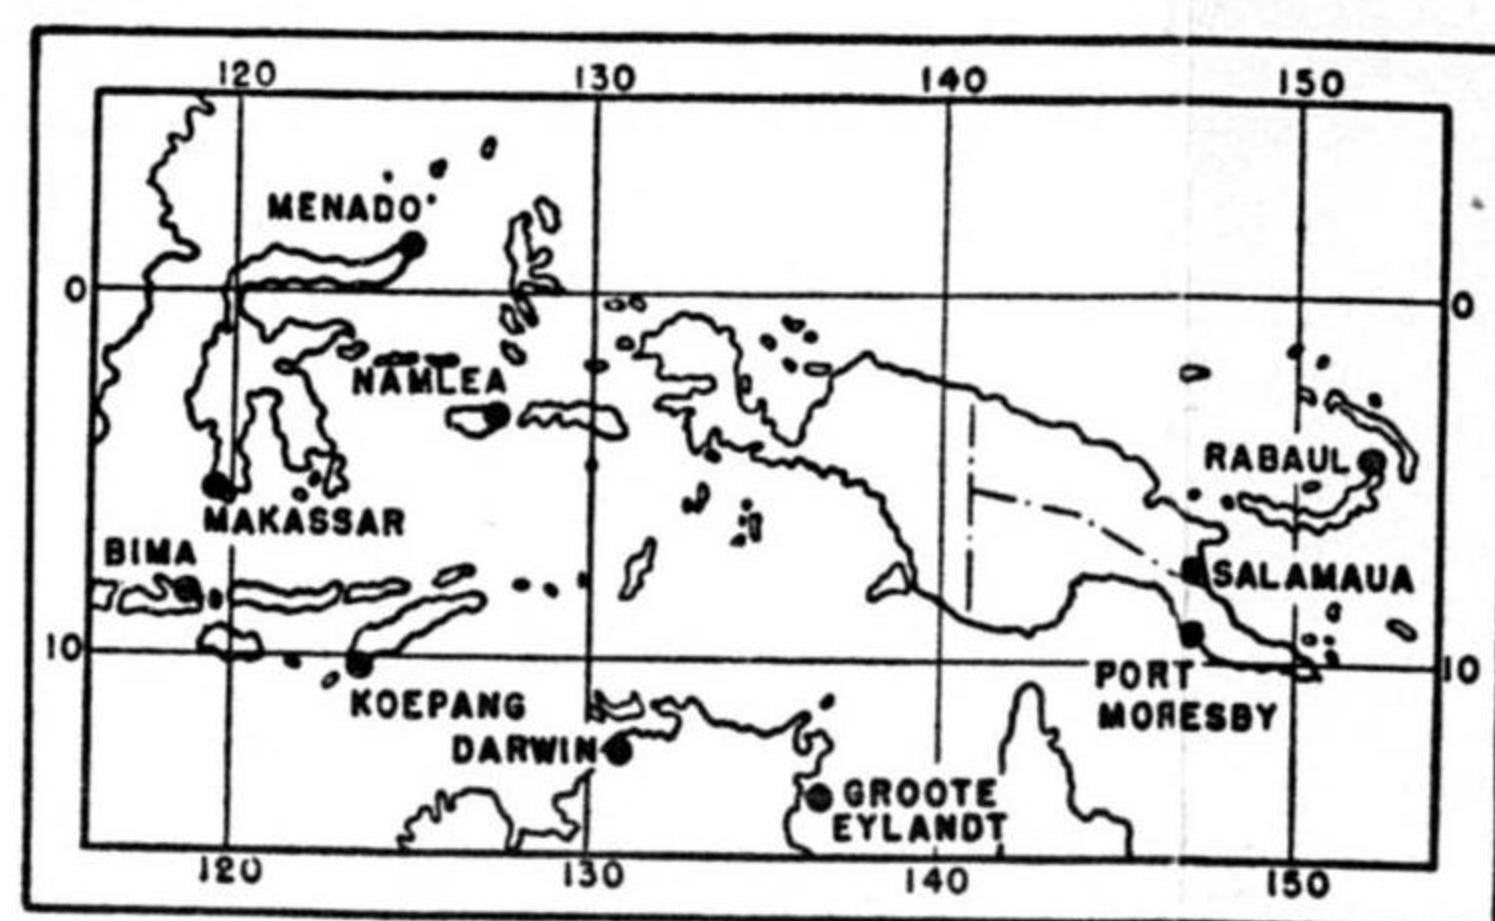 120 130 140 150
MENADO
0 0
NAMLEA
RABAUL
MAKASSAR
BIMA
SALAMAUA
10 10
KOEPANG
PORT
MORESBY
DARWIN
GROOTE
EYLANDT
120 130 140 150